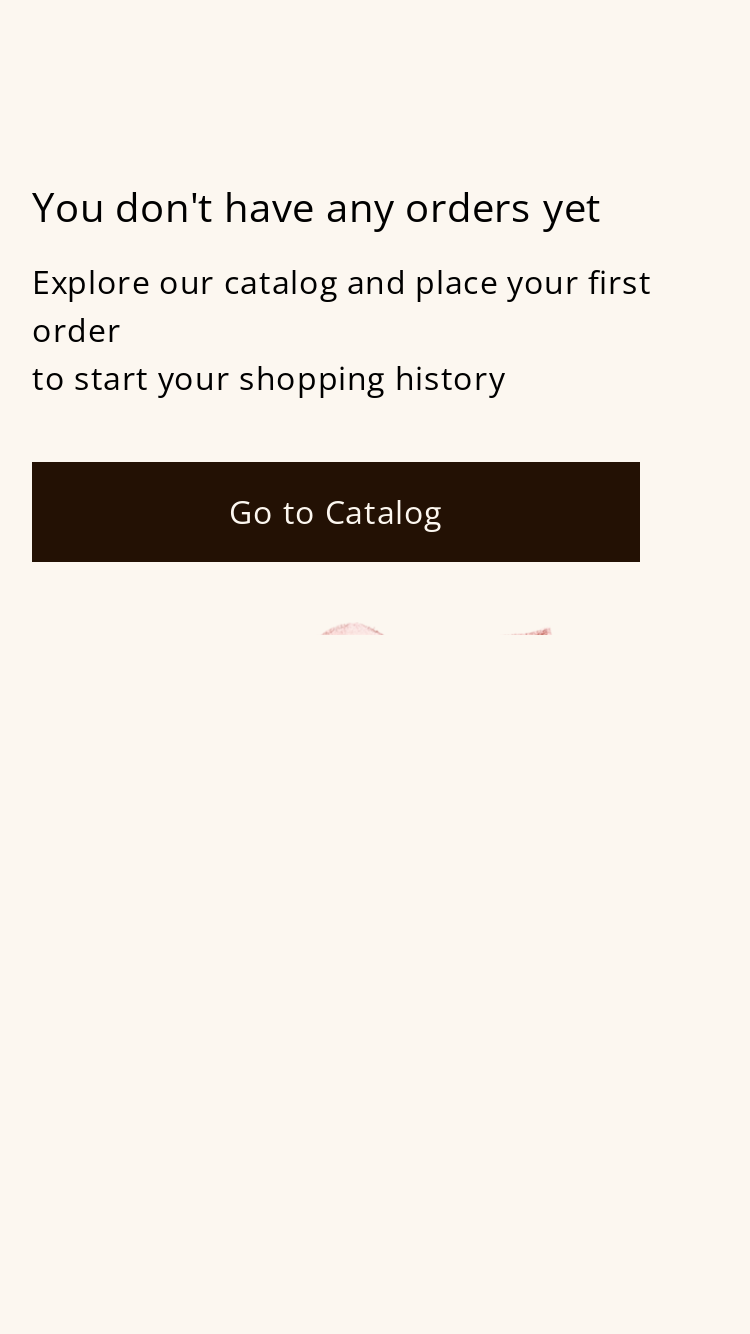 You don't have any orders yet
Explore our catalog and place your first
order
to start your shopping history
Go to Catalog